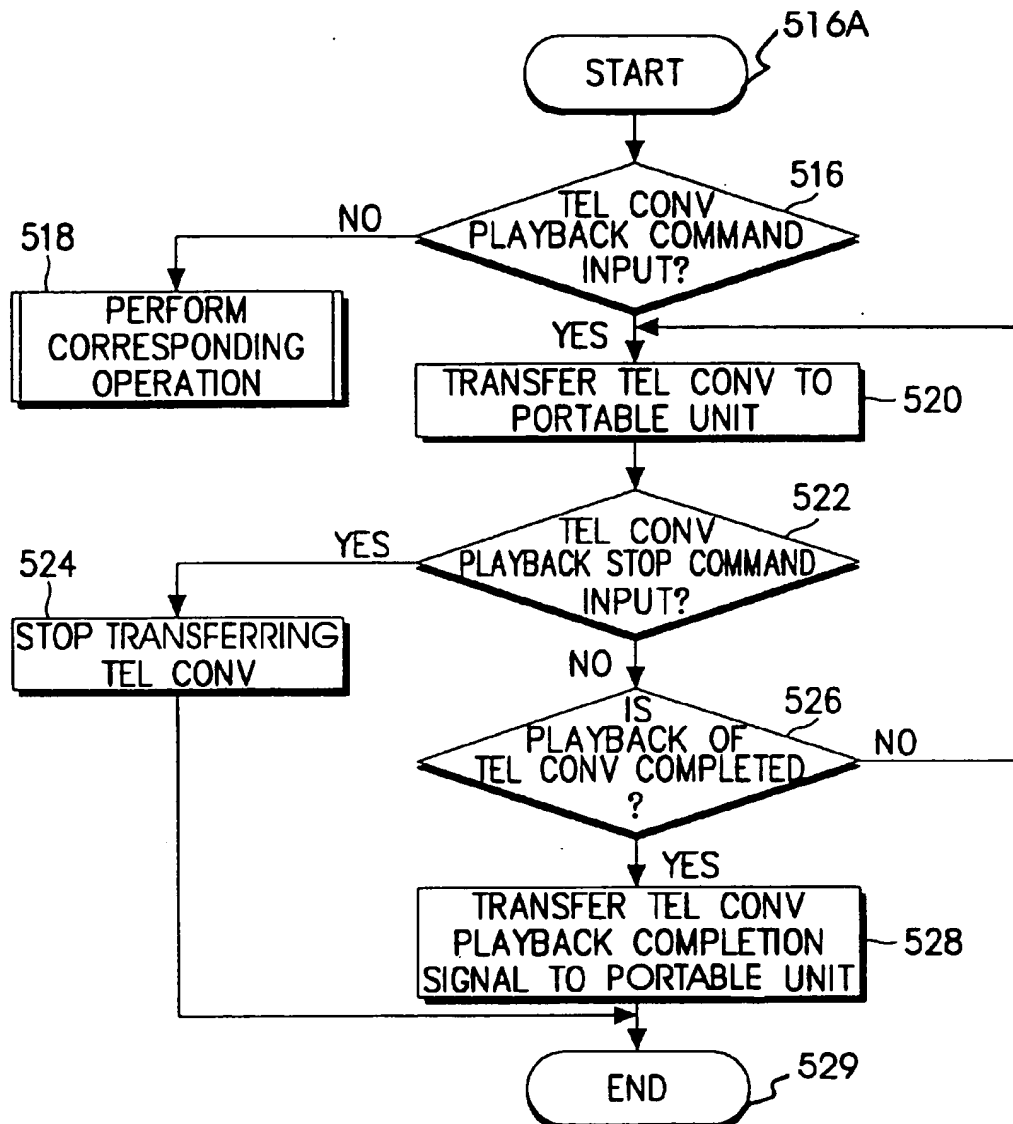 516A
START
516
TEL CONV
PLAYBACK COMMAND
INPUT?
NO
518
PERFORM
CORRESPONDING
OPERATION
YES
TRANSFER TEL CONV TO
PORTABLE UNIT
520
522
TEL CONV
PLAYBACK STOP COMMAND
INPUT?
YES
524
STOP TRANSFERRING
TEL CONV
NO
526
IS
PLAYBACK OF
TEL CONV COMPLETED
?
NO
YES
TRANSFER TEL CONV
PLAYBACK COMPLETION
SIGNAL TO PORTABLE UNIT
528
END
529